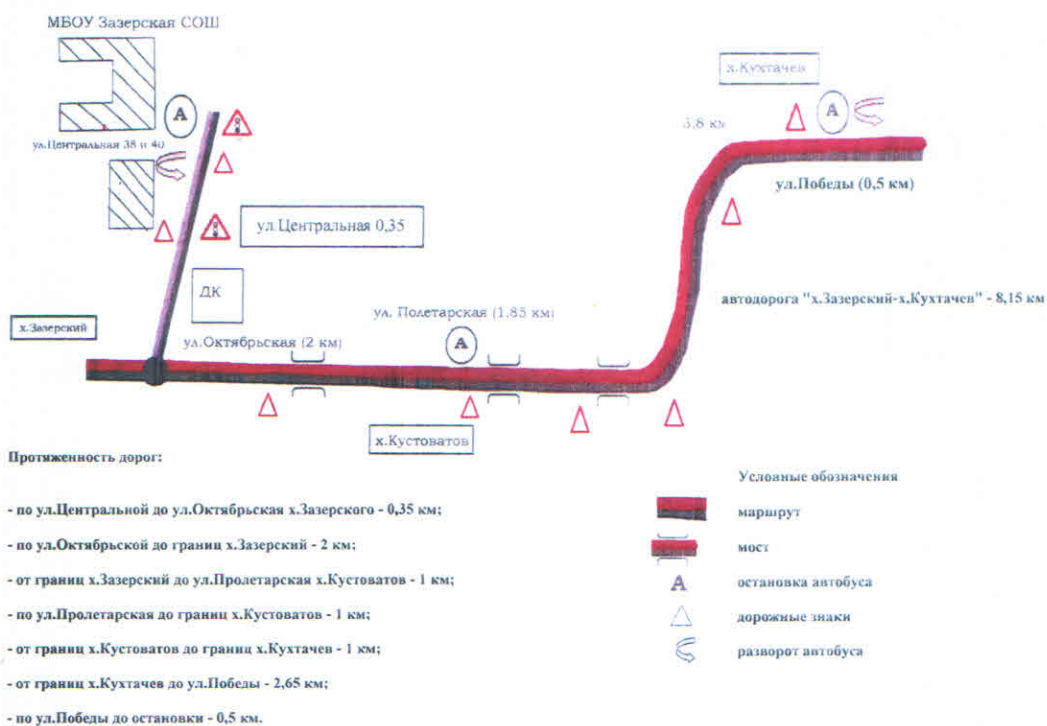 МБОУ Зазерская СОШ
х.Кухтачев
А
А
3,8 км
ул.Центральная 38 и 40
ул.Победы (0,5 км)
ул.Центральная 0,35
ДК
автодорога "х.Зазерский-х.Кухтачев" - 8,15 км
ул. Полетарская (1,85 км)
х.Зазерский
ул.Октябрьская (2 км)
А
х.Кустоватов
Протяженность дорог:
- по ул.Центральной до ул.Октябрьская х.Зазерского - 0,35 км;
- по ул.Октябрьской до границ х.Зазерский - 2 км;
- от границ х.Зазерский до ул.Пролетарская х.Кустоватов - 1 км;
- по ул.Пролетарская до границ х.Кустоватов - 1 км;
- от границ х.Кустоватов до границ х.Кухтачев - 1 км;
- от границ х.Кухтачев до ул.Победы - 2,65 км;
- по ул.Победы до остановки - 0,5 км.
Условные обозначения
маршрут
мост
А остановка автобуса
дорожные знаки
разворот автобуса